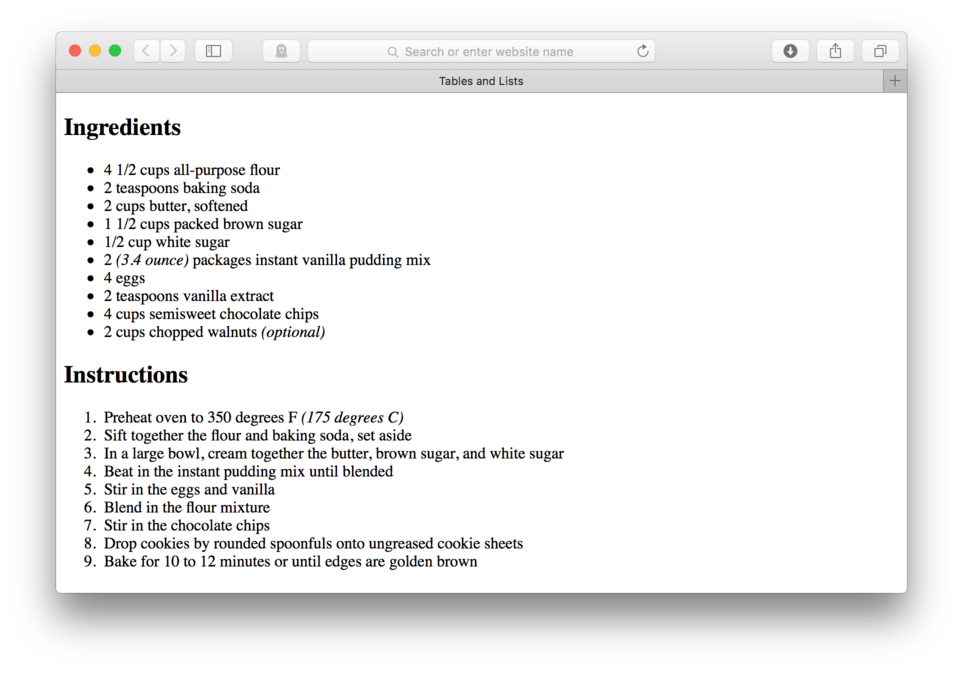 Search or enter website name
Tables and Lists
Ingredients
• 4 1/2 cups all-purpose flour
• 2 teaspoons baking soda
• 2 cups butter, softened
• 1 1/2 cups packed brown sugar
• 1/2 cup white sugar
• 2 (3.4 ounce) packages instant vanilla pudding mix
• 4 eggs
• 2 teaspoons vanilla extract
• 4 cups semisweet chocolate chips
• 2 cups chopped walnuts (optional)
Instructions
1. Preheat oven to 350 degrees F (175 degrees C)
2. Sift together the flour and baking soda, set aside
3. In a large bowl, cream together the butter, brown sugar, and white sugar
4. Beat in the instant pudding mix until blended
5. Stir in the eggs and vanilla
6. Blend in the flour mixture
7. Stir in the chocolate chips
8. Drop cookies by rounded spoonfuls onto ungreased cookie sheets
9. Bake for 10 to 12 minutes or until edges are golden brown